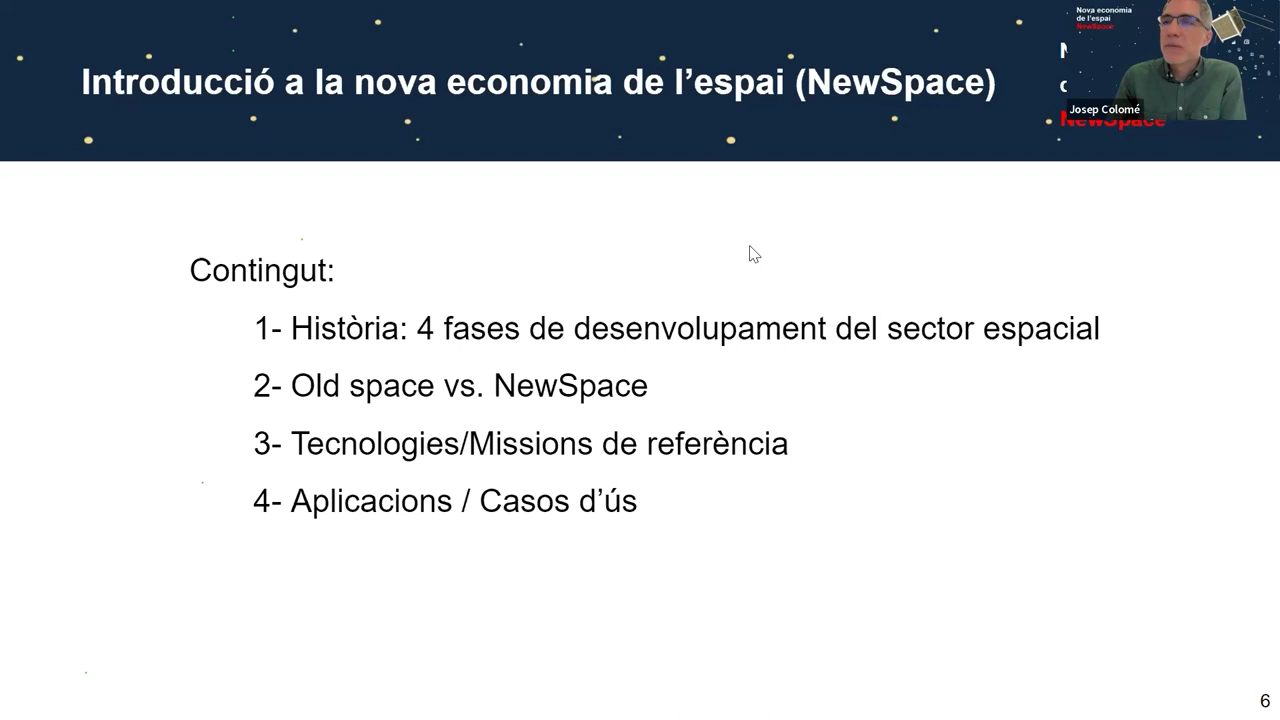 Introducció a la nova economia de l’espai (NewSpace)
Nova economia
de l’espai
NewSpace
Josep Colomé
NewSpace
Contingut:
1- Història: 4 fases de desenvolupament del sector espacial
2- Old space vs. NewSpace
3- Tecnologies/Missions de referència
4- Aplicacions / Casos d’ús
6